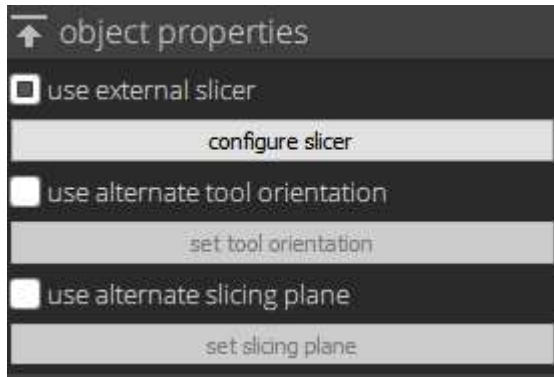 object properties
use external slicer
configure slicer
use alternate tool orientation
set tool orientation
use alternate slicing plane
set slicing plane